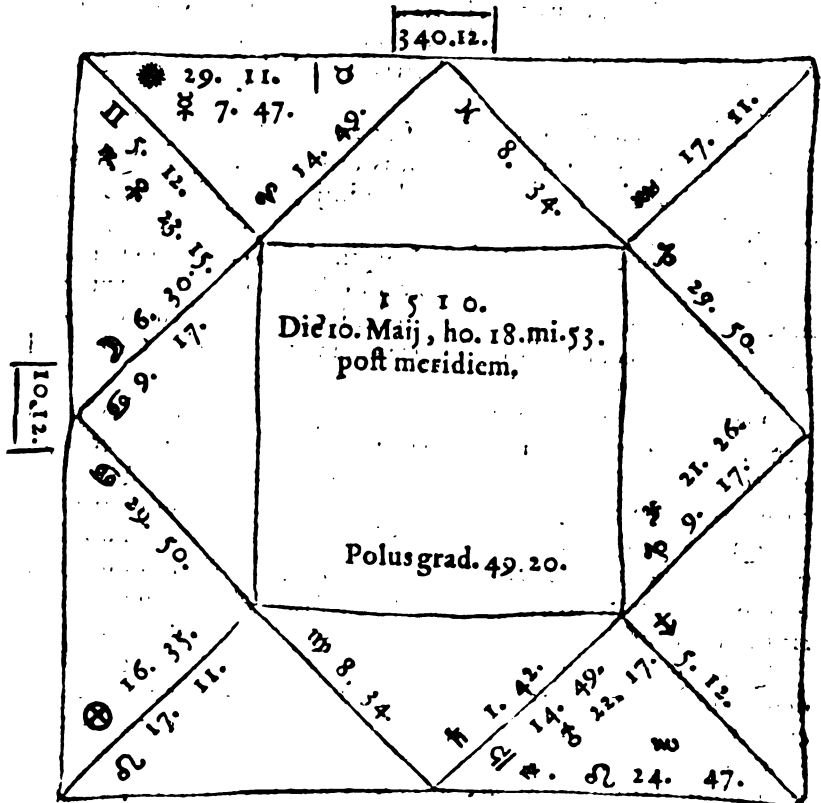 340.12.
☀ 29. 11. | ♉
☿ 7. 47.
♊ 5. 12.
♀ 23. 15.
☽ 6. 30.
♈ 14. 49.
♓ 8. 34.
♒ 17. 11.
♑ 29. 50.
10.12.
♋ 9. 17.
♋ 29. 50.
1510.
Die 10. Maij, ho. 18. mi. 53.
post meridiem,
Polus grad. 49. 20.
♃ 21. 26.
♑ 9. 17.
⊕ 16. 35.
♌ 17. 11.
♍ 8. 34.
♄ 1. 42.
♎ 14. 49.
♂ 22. 17.
♐ 5. 12.
♏
☊ 24. 47.